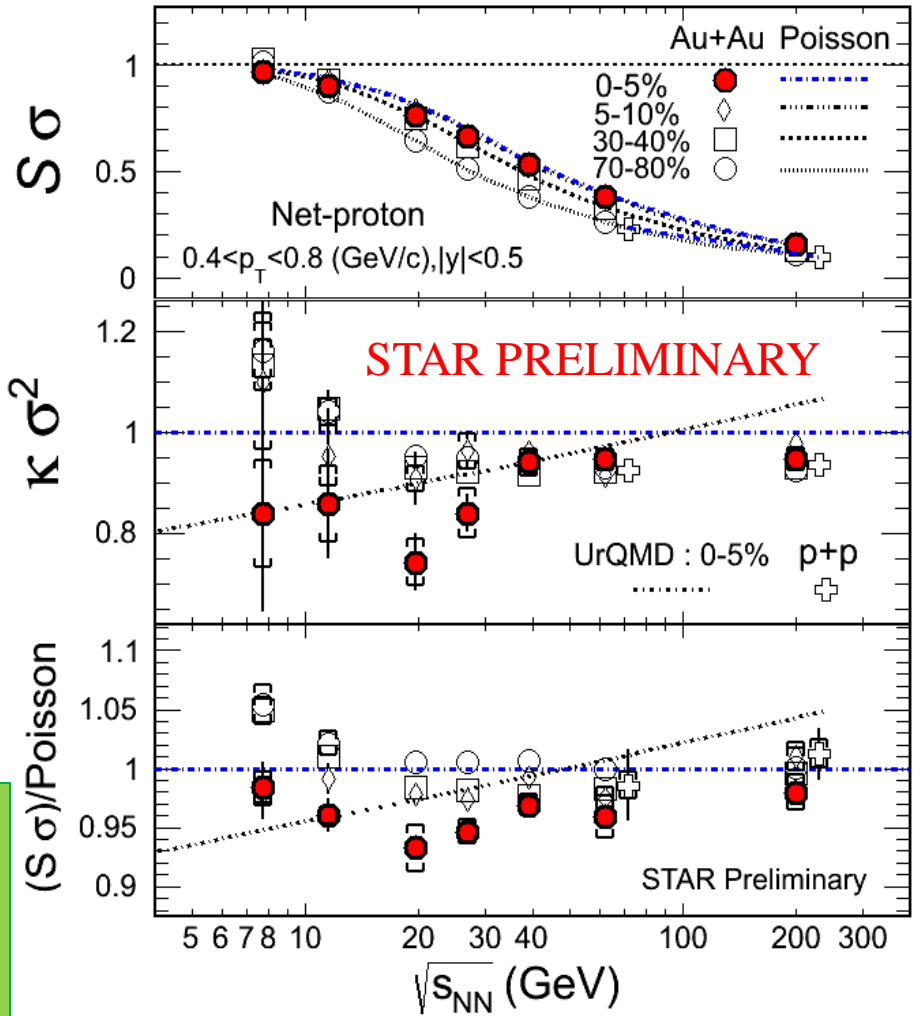 S σ
1
0.5
0
Au+Au Poisson
0-5%
5-10%
30-40%
70-80%
Net-proton
0.4<p_T<0.8 (GeV/c),|y|<0.5
κ σ²
1.2
1
0.8
STAR PRELIMINARY
UrQMD : 0-5% p+p
(S σ)/Poisson
1.1
1.05
1
0.95
0.9
STAR Preliminary
5 6 7 8 10 20 30 40 100 200 300
√s_NN (GeV)